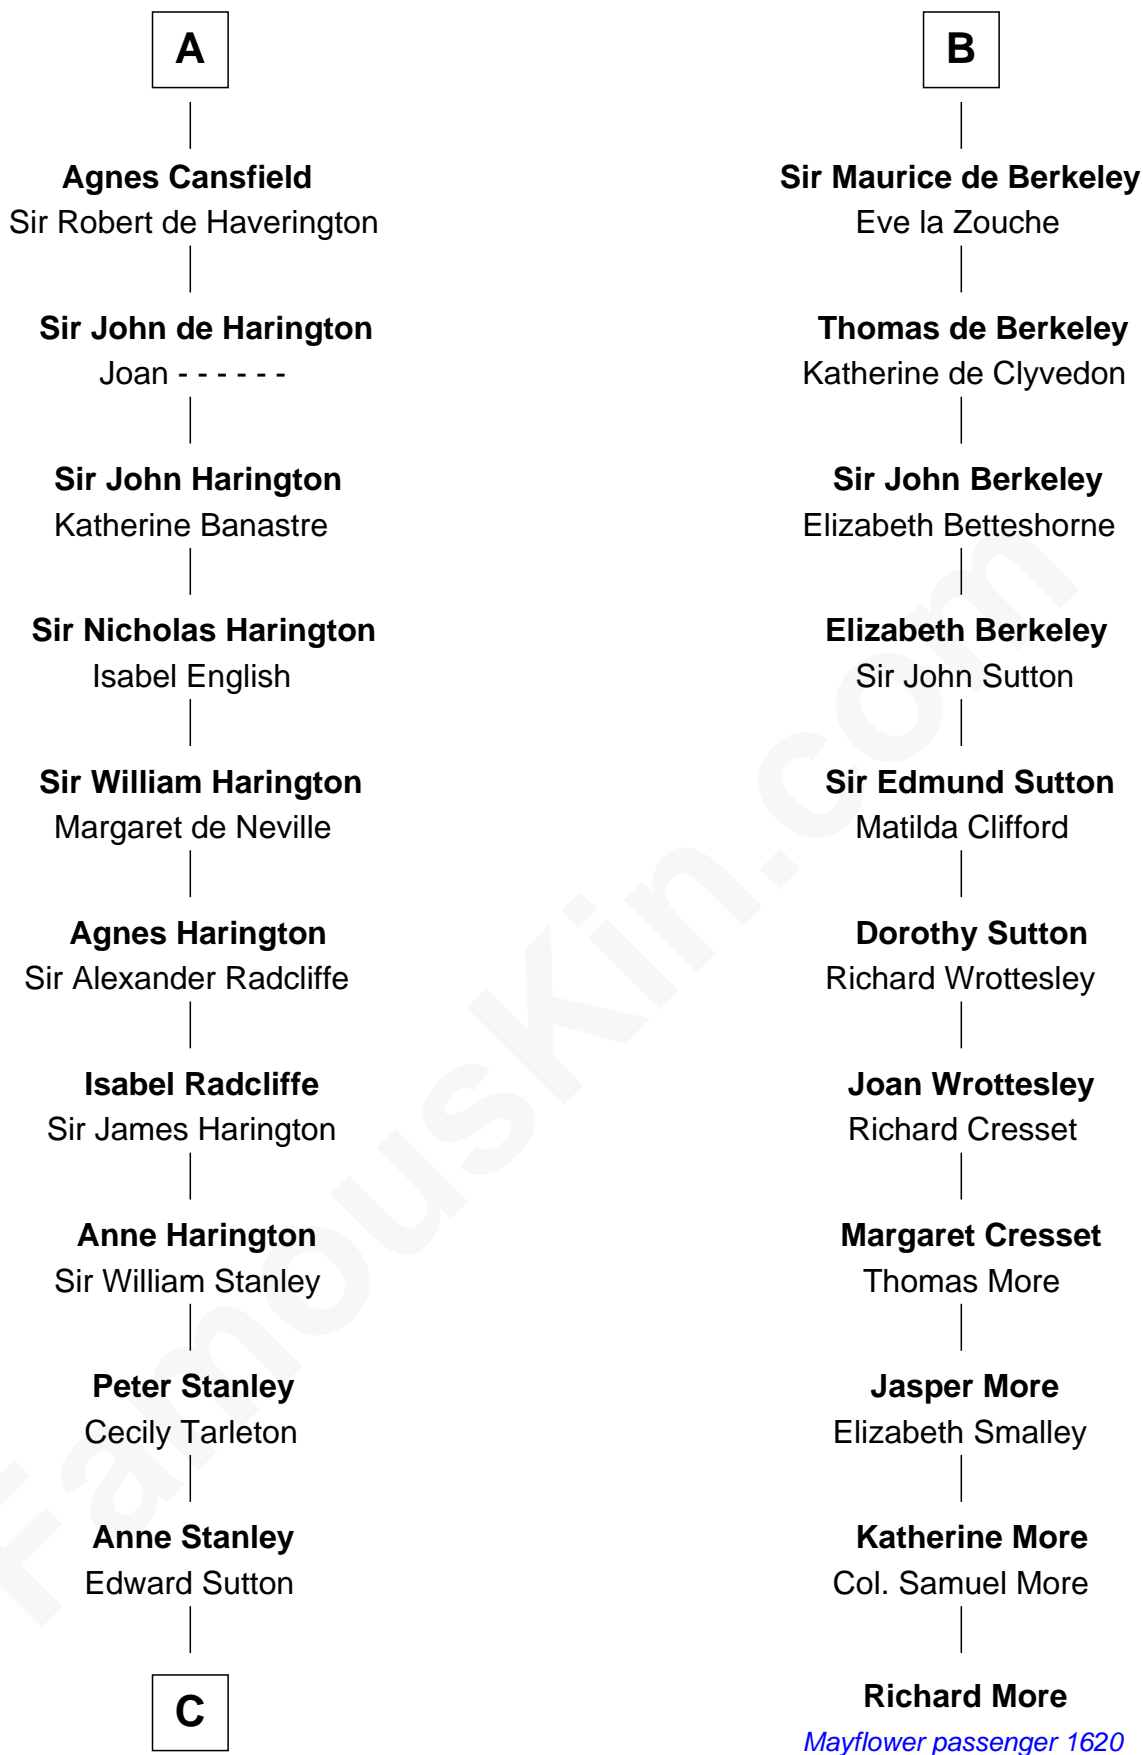 A
Agnes Cansfield
Sir Robert de Haverington
Sir John de Harington
Joan - - - - - -
Sir John Harington
Katherine Banastre
Sir Nicholas Harington
Isabel English
Sir William Harington
Margaret de Neville
Agnes Harington
Sir Alexander Radcliffe
Isabel Radcliffe
Sir James Harington
Anne Harington
Sir William Stanley
Peter Stanley
Cecily Tarleton
Anne Stanley
Edward Sutton
C
B
Sir Maurice de Berkeley
Eve la Zouche
Thomas de Berkeley
Katherine de Clyvedon
Sir John Berkeley
Elizabeth Betteshorne
Elizabeth Berkeley
Sir John Sutton
Sir Edmund Sutton
Matilda Clifford
Dorothy Sutton
Richard Wrottesley
Joan Wrottesley
Richard Cresset
Margaret Cresset
Thomas More
Jasper More
Elizabeth Smalley
Katherine More
Col. Samuel More
Richard More
Mayflower passenger 1620
FamousKin.com